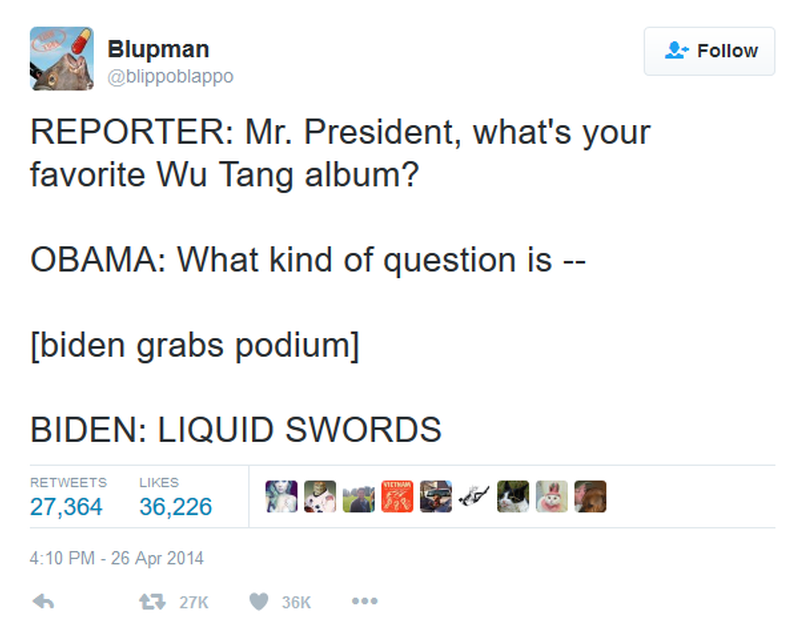 Blupman
@blippoblappo
Follow
REPORTER: Mr. President, what's your
favorite Wu Tang album?
OBAMA: What kind of question is --
[biden grabs podium]
BIDEN: LIQUID SWORDS
RETWEETS LIKES
27,364 36,226
VIETNAM
4:10 PM - 26 Apr 2014
27K 36K